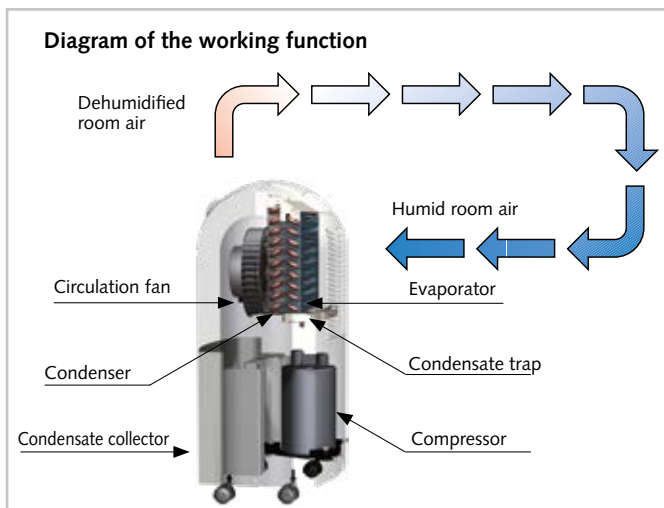 Diagram of the working function
Dehumidified
room air
Humid room air
Circulation fan
Evaporator
Condenser
Condensate trap
Condensate collector
Compressor